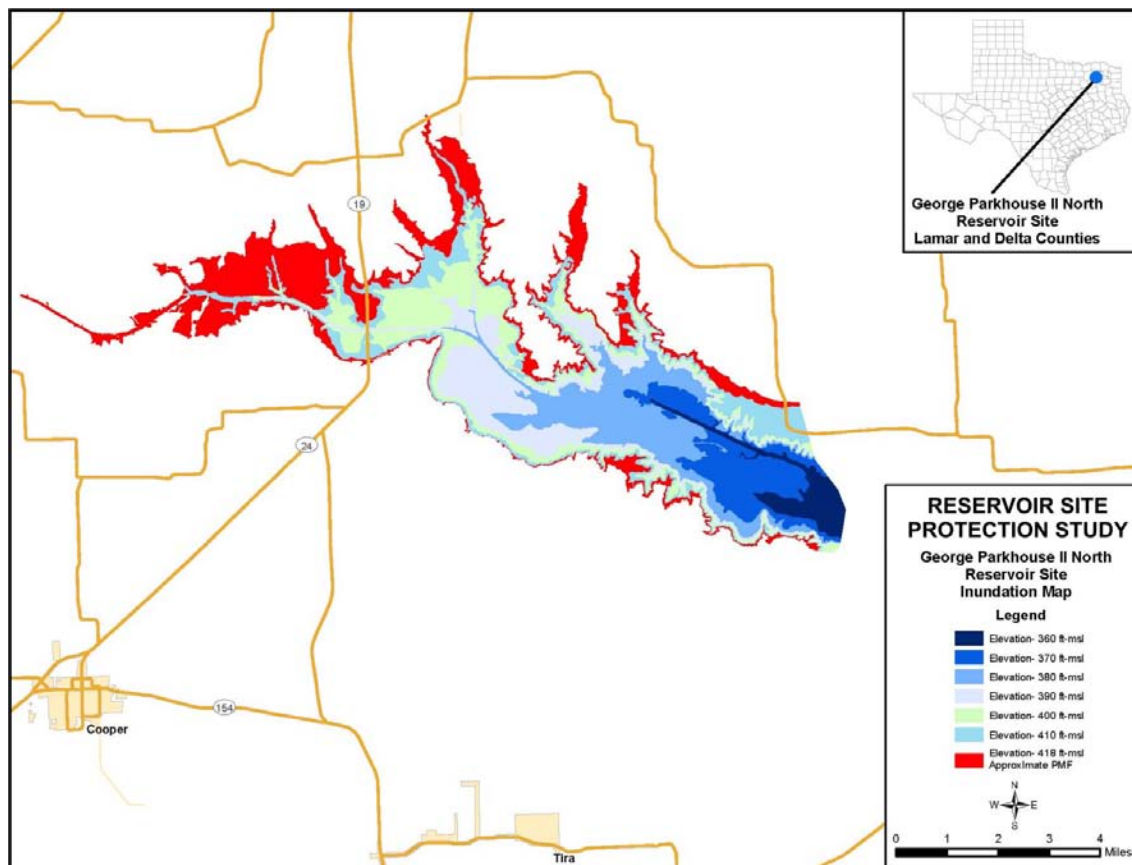 George Parkhouse II North
Reservoir Site
Lamar and Delta Counties
19
24
154
Cooper
Tira
RESERVOIR SITE
PROTECTION STUDY
George Parkhouse II North
Reservoir Site
Inundation Map
Legend
Elevation- 360 ft-msl
Elevation- 370 ft-msl
Elevation- 380 ft-msl
Elevation- 390 ft-msl
Elevation- 400 ft-msl
Elevation- 410 ft-msl
Elevation- 418 ft-msl
Approximate PMF
N
W E
S
0 1 2 3 4
Miles